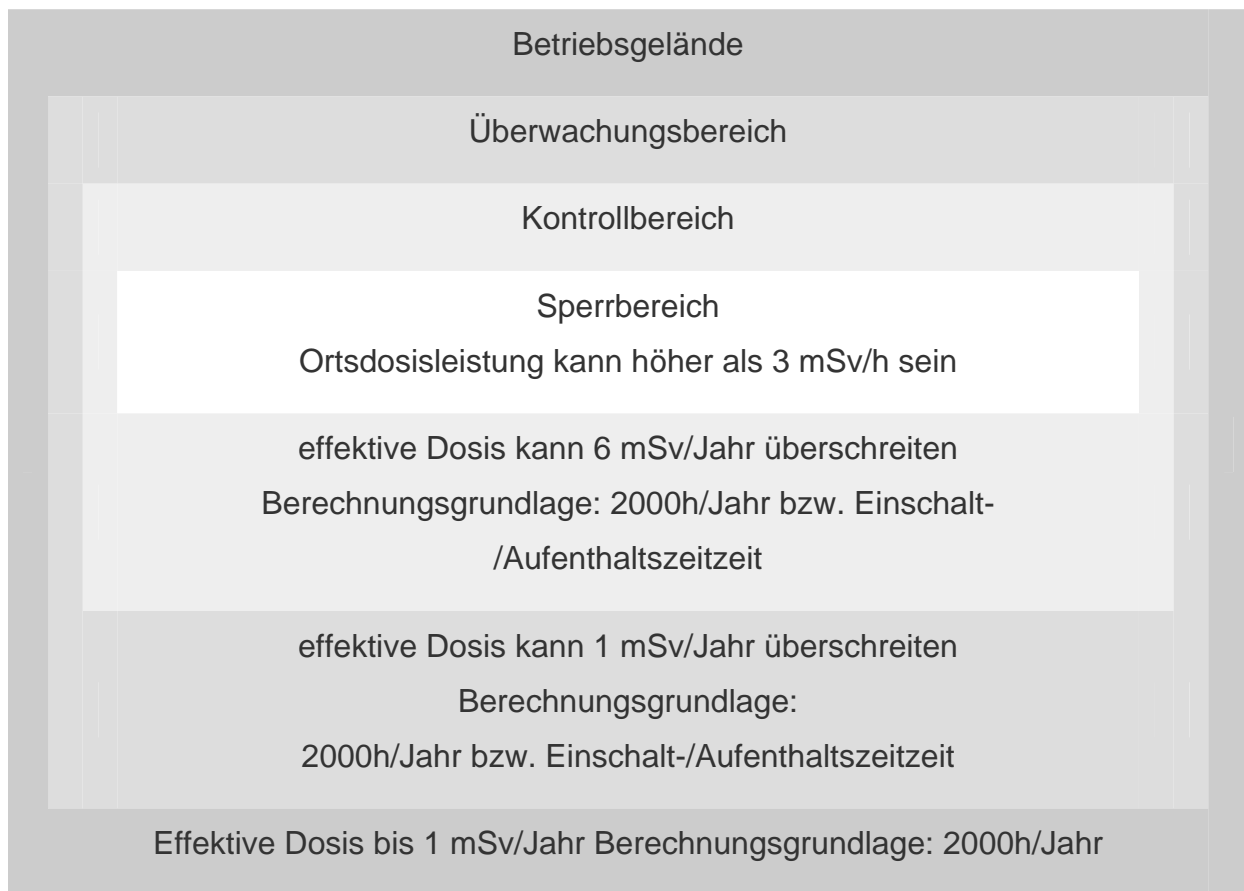 Betriebsgelände
Überwachungsbereich
Kontrollbereich
Sperrbereich
Ortsdosisleistung kann höher als 3 mSv/h sein
effektive Dosis kann 6 mSv/Jahr überschreiten
Berechnungsgrundlage: 2000h/Jahr bzw. Einschalt-
/Aufenthaltszeitzeit
effektive Dosis kann 1 mSv/Jahr überschreiten
Berechnungsgrundlage:
2000h/Jahr bzw. Einschalt-/Aufenthaltszeitzeit
Effektive Dosis bis 1 mSv/Jahr Berechnungsgrundlage: 2000h/Jahr